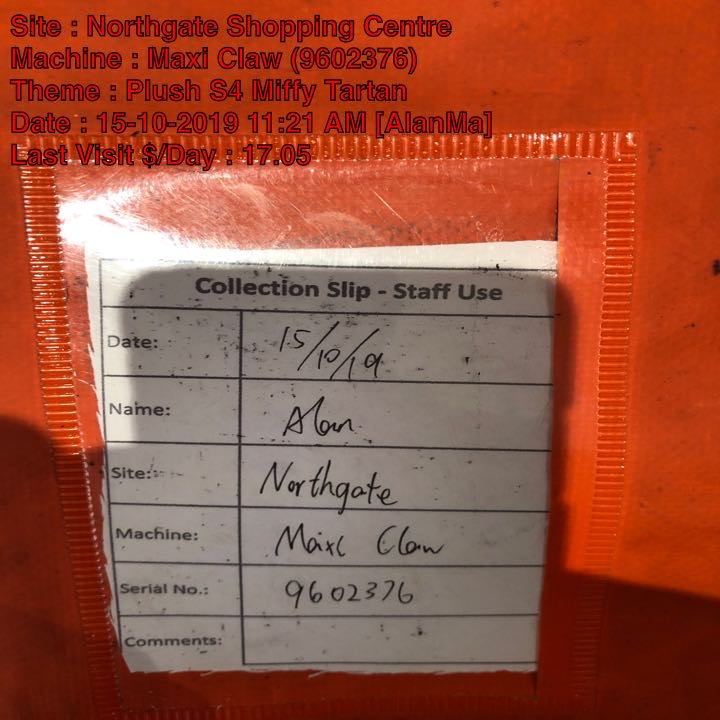 Site : Northgate Shopping Centre
Machine : Maxi Claw (9602376)
Theme : Plush S4 Miffy Tartan
Date : 15-10-2019 11:21 AM [AlanMa]
Last Visit $/Day : 17.05
Collection Slip - Staff Use
Date: 15/10/19
Name: Alan
Site: Northgate
Machine: Maxi Claw
Serial No.: 9602376
Comments: